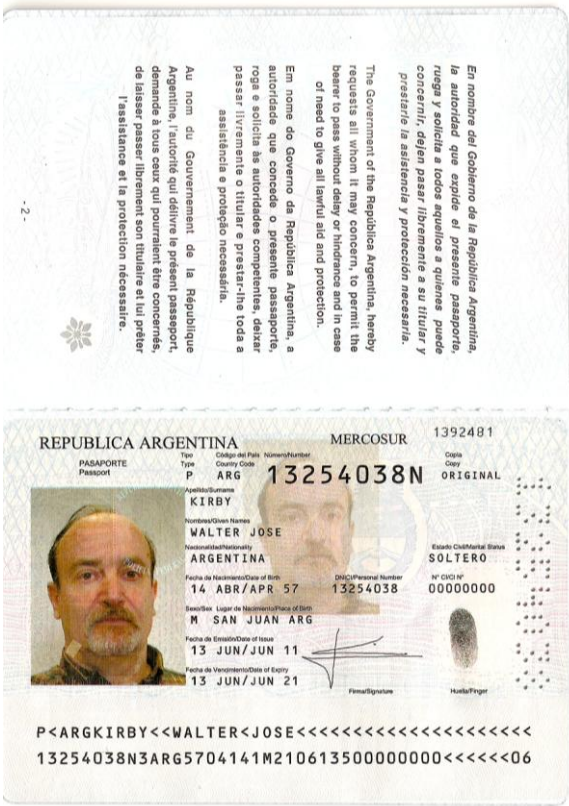 En nombre del Gobierno de la República Argentina,
la autoridad que expide el presente pasaporte,
ruega y solicita a todos aquellos a quienes puede
concernir, dejen pasar libremente a su titular y
prestarle la asistencia y protección necesaria.
The Government of the República Argentina, hereby
requests all whom it may concern, to permit the
bearer to pass without delay or hindrance and in case
of need to give all lawful aid and protection.
Em nome do Governo da República Argentina, a
autoridade que concede o presente passaporte,
roga e solicita às autoridades competentes, deixar
passar livremente o titular e prestar-lhe toda a
assistência e proteção necessária.
Au nom du Gouvernement de la République
Argentine, l'autorité qui délivre le présent passeport,
demande à tous ceux qui pourraient être concernés,
de laisser passer librement son titulaire et lui prêter
l'assistance et la protection nécessaire.
- 2 -
REPUBLICA ARGENTINA MERCOSUR 1392481
PASAPORTE Tipo Código del País Número/Number Copia
Passport Type Country Code Copy
P ARG 13254038N ORIGINAL
Apellido/Surname
KIRBY
Nombres/Given Names
WALTER JOSE
Nacionalidad/Nationality Estado Civil/Marital Status
ARGENTINA SOLTERO
Fecha de Nacimiento/Date of Birth DNI/CI/Personal Number Nº CI/CI Nº
14 ABR/APR 57 13254038 00000000
Sexo/Sex Lugar de Nacimiento/Place of Birth
M SAN JUAN ARG
Fecha de Emisión/Date of Issue
13 JUN/JUN 11
Fecha de Vencimiento/Date of Expiry
13 JUN/JUN 21
Firma/Signature Huella/Finger
P<ARGKIRBY<<WALTER<JOSE<<<<<<<<<<<<<<<<<<<<<
13254038N3ARG5704141M210613500000000<<<<<<06